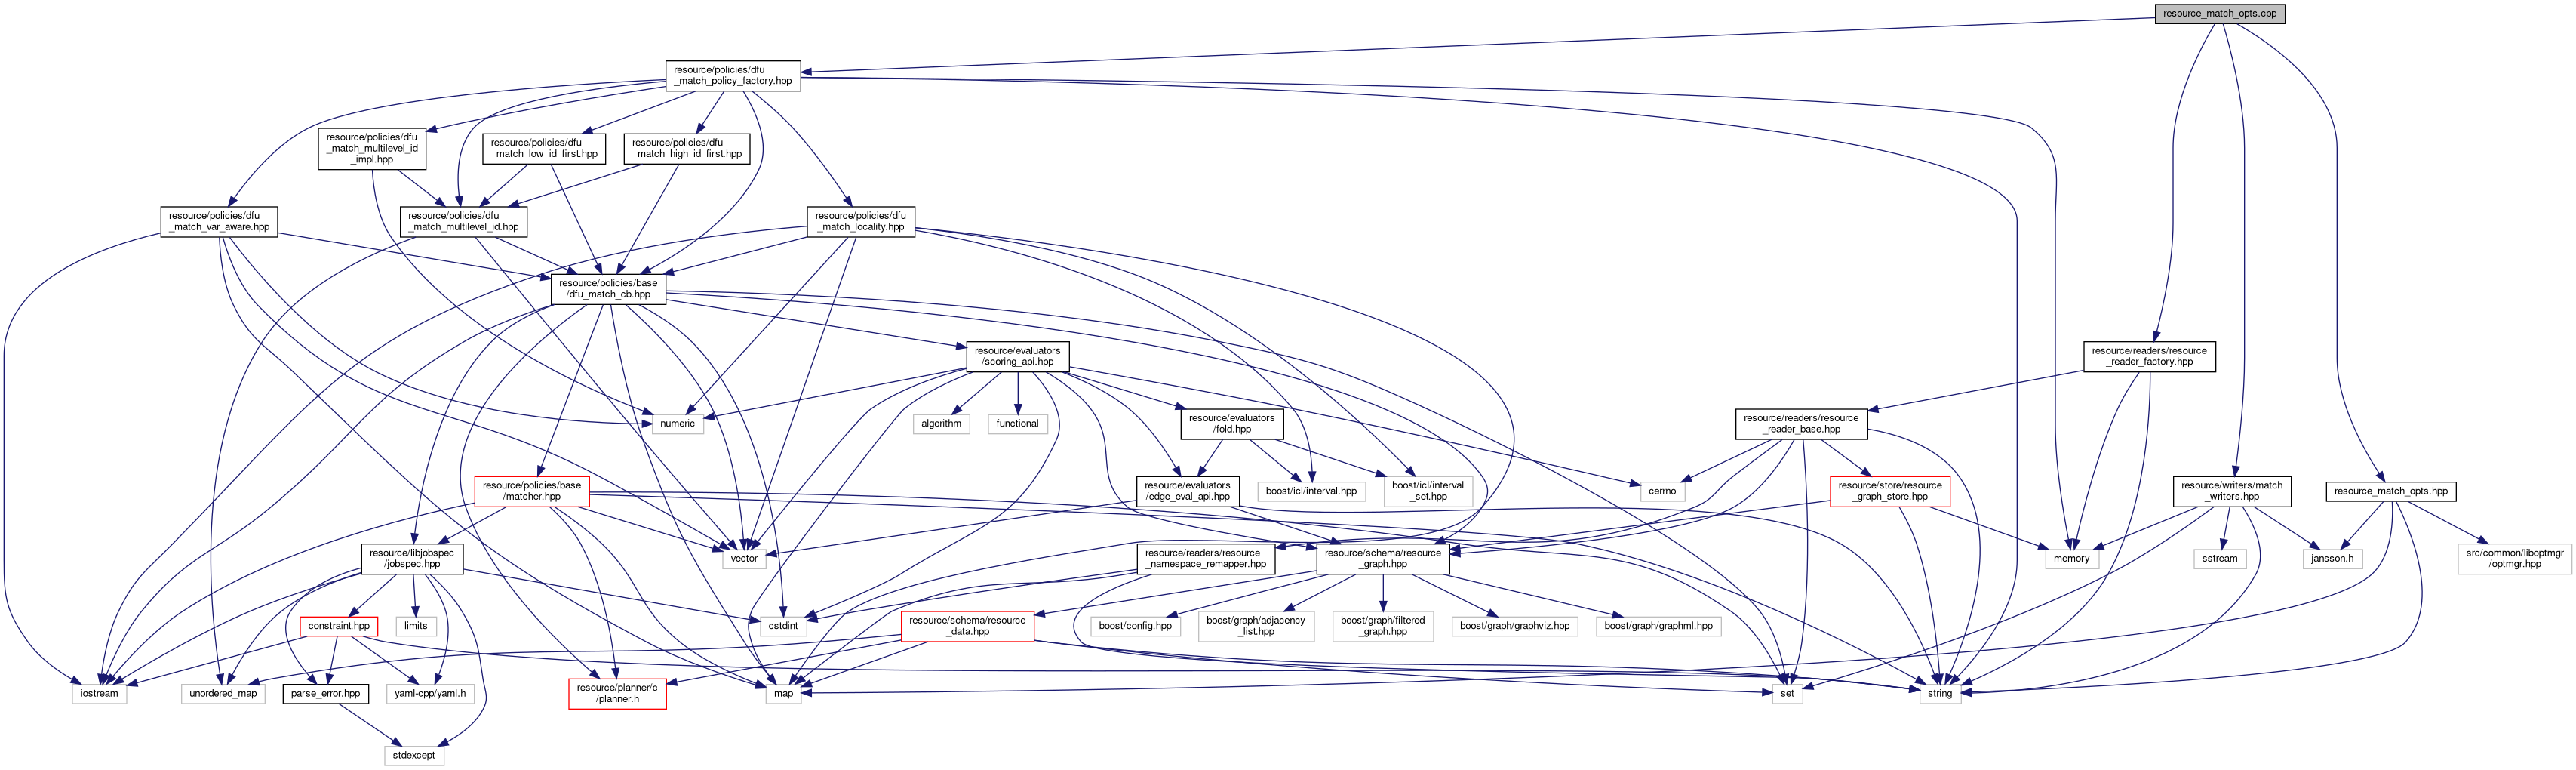 resource_match_opts.cpp
resource/policies/dfu
_match_policy_factory.hpp
resource/policies/dfu
_match_multilevel_id
_impl.hpp
resource/policies/dfu
_match_low_id_first.hpp
resource/policies/dfu
_match_high_id_first.hpp
resource/policies/dfu
_match_var_aware.hpp
resource/policies/dfu
_match_multilevel_id.hpp
resource/policies/dfu
_match_locality.hpp
resource/policies/base
/dfu_match_cb.hpp
resource/evaluators
/scoring_api.hpp
resource/readers/resource
_reader_factory.hpp
numeric
algorithm
functional
resource/evaluators
/fold.hpp
resource/readers/resource
_reader_base.hpp
resource/policies/base
/matcher.hpp
resource/evaluators
/edge_eval_api.hpp
boost/icl/interval.hpp
boost/icl/interval
_set.hpp
cerrno
resource/store/resource
_graph_store.hpp
resource/writers/match
_writers.hpp
resource_match_opts.hpp
resource/libjobspec
/jobspec.hpp
vector
resource/readers/resource
_namespace_remapper.hpp
resource/schema/resource
_graph.hpp
memory
sstream
jansson.h
src/common/liboptmgr
/optmgr.hpp
constraint.hpp
limits
cstdint
resource/schema/resource
_data.hpp
boost/config.hpp
boost/graph/adjacency
_list.hpp
boost/graph/filtered
_graph.hpp
boost/graph/graphviz.hpp
boost/graph/graphml.hpp
iostream
unordered_map
parse_error.hpp
yaml-cpp/yaml.h
resource/planner/c
/planner.h
map
set
string
stdexcept